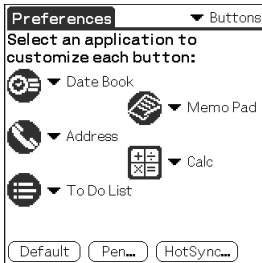 Preferences
Buttons
Select an application to
customize each button:
Date Book
Memo Pad
Address
Calc
To Do List
Default
Pen...
HotSync...